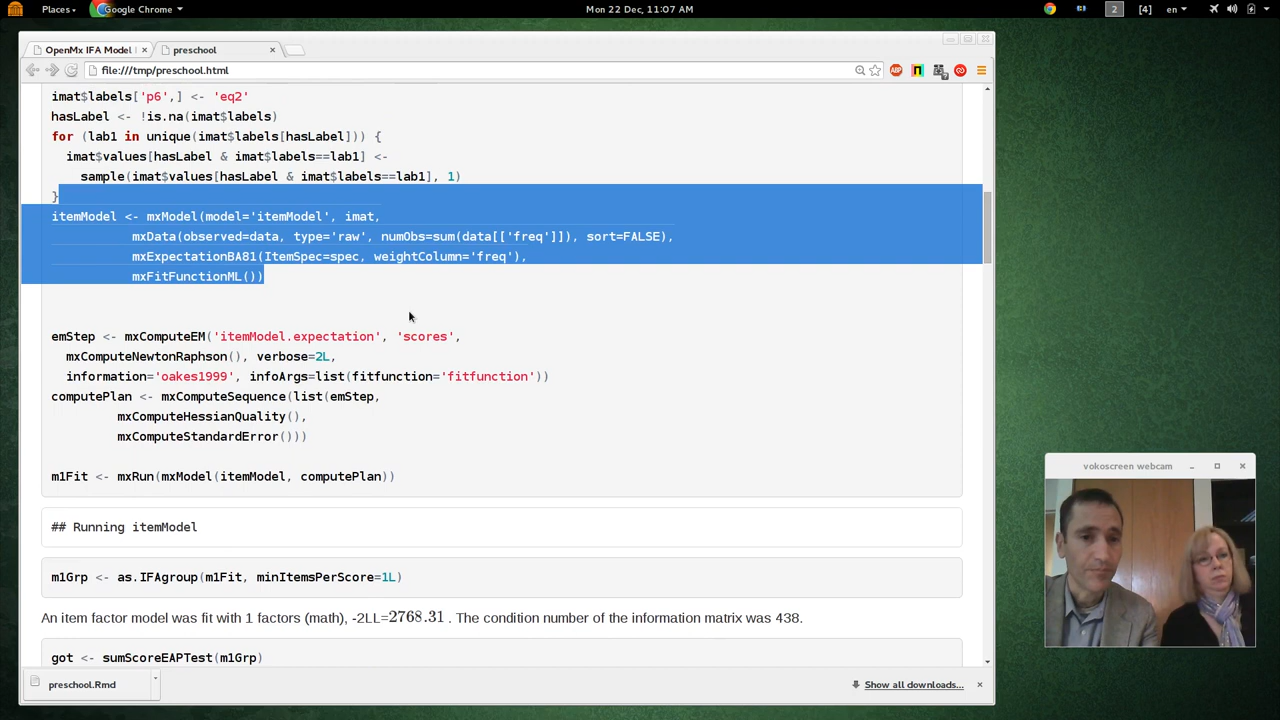 Places
Google Chrome
Mon 22 Dec, 11:07 AM
2
[4]
en
OpenMx IFA Model
preschool
file:///tmp/preschool.html
imat$labels['p6',] <- 'eq2'
hasLabel <- !is.na(imat$labels)
for (lab1 in unique(imat$labels[hasLabel])) {
imat$values[hasLabel & imat$labels==lab1] <-
sample(imat$values[hasLabel & imat$labels==lab1], 1)
}
itemModel <- mxModel(model='itemModel', imat,
mxData(observed=data, type='raw', numObs=sum(data[['freq']]), sort=FALSE),
mxExpectationBA81(ItemSpec=spec, weightColumn='freq'),
mxFitFunctionML())
emStep <- mxComputeEM('itemModel.expectation', 'scores',
mxComputeNewtonRaphson(), verbose=2L,
information='oakes1999', infoArgs=list(fitfunction='fitfunction'))
computePlan <- mxComputeSequence(list(emStep,
mxComputeHessianQuality(),
mxComputeStandardError()))
m1Fit <- mxRun(mxModel(itemModel, computePlan))
## Running itemModel
m1Grp <- as.IFAgroup(m1Fit, minItemsPerScore=1L)
An item factor model was fit with 1 factors (math), -2LL=2768.31 . The condition number of the information matrix was 438.
got <- sumScoreEAPTest(m1Grp)
preschool.Rmd
Show all downloads...
vokoscreen webcam